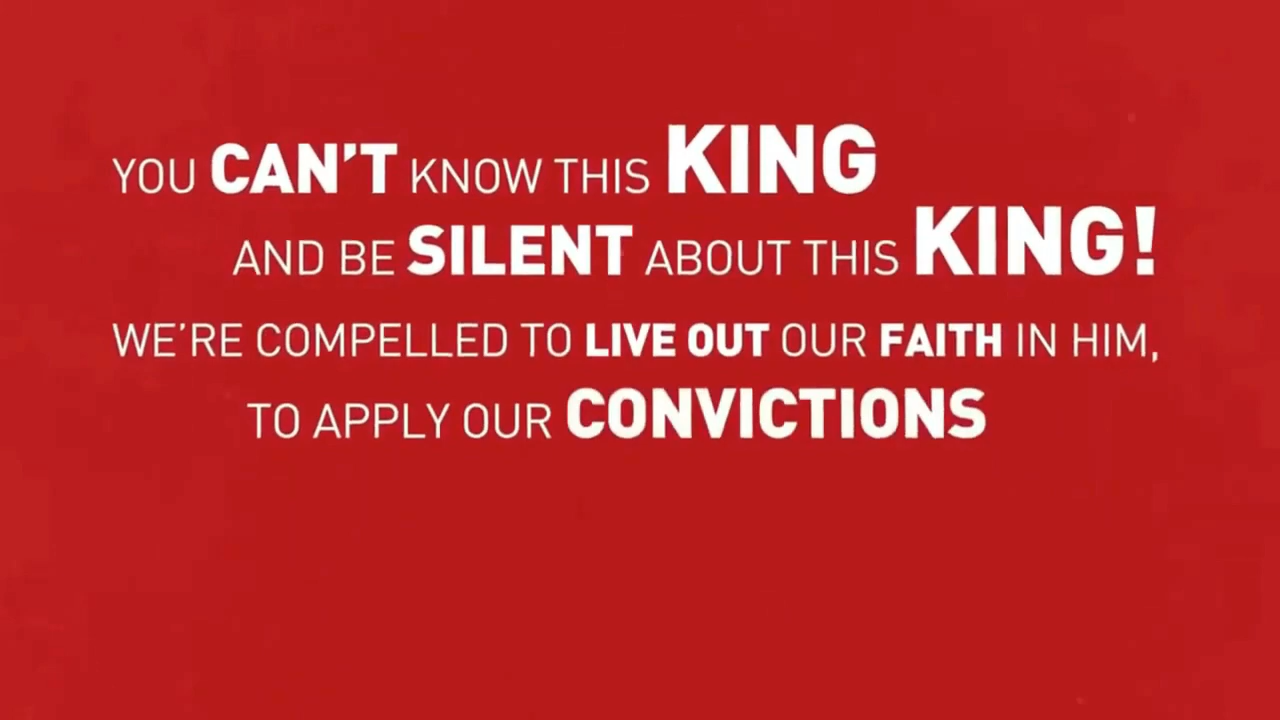 YOU CAN'T KNOW THIS KING
AND BE SILENT ABOUT THIS KING!
WE'RE COMPELLED TO LIVE OUT OUR FAITH IN HIM,
TO APPLY OUR CONVICTIONS